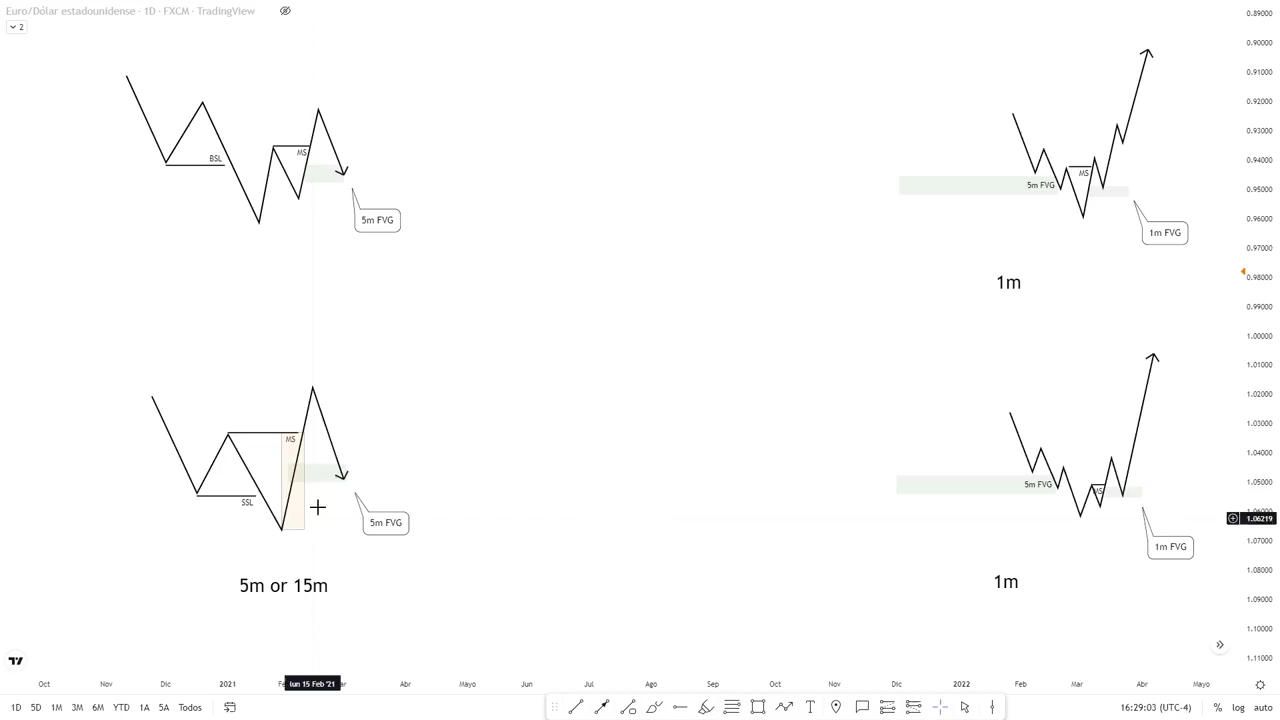 Euro/Dólar estadounidense · 1D · FXCM · TradingView
2
BSL
MS
5m FVG
5m FVG
MS
1m FVG
1m
MS
SSL
5m FVG
5m or 15m
5m FVG
MS
1m FVG
1m
0.89000
0.90000
0.91000
0.92000
0.93000
0.94000
0.95000
0.96000
0.97000
0.98000
0.99000
1.00000
1.01000
1.02000
1.03000
1.04000
1.05000
1.06219
1.07000
1.08000
1.09000
1.10000
1.11000
Oct
Nov
Dic
2021
lun 15 Feb '21
Abr
Mayo
Jun
Jul
Ago
Sep
Oct
Nov
Dic
2022
Feb
Mar
Abr
Mayo
1D 5D 1M 3M 6M YTD 1A 5A Todos
16:29:03 (UTC-4) % log auto